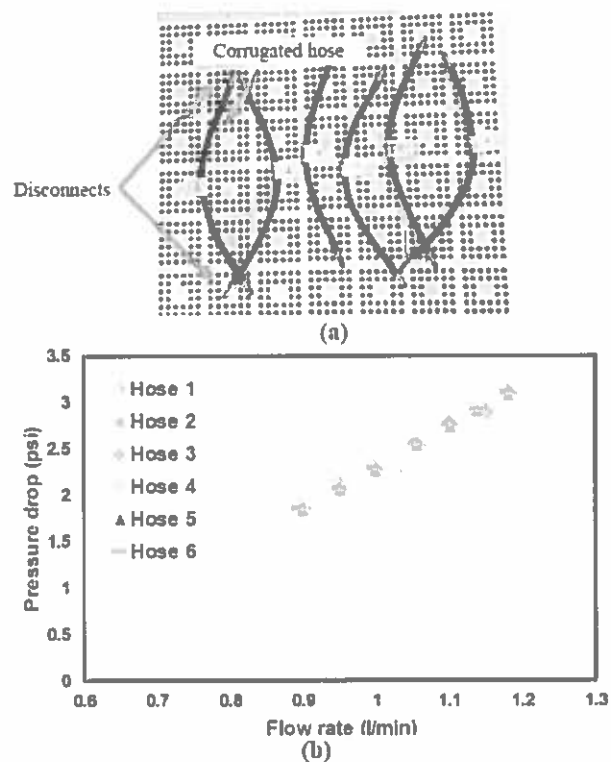 Corrugated hose
Disconnects
(a)
3.5
3
2.5
2
1.5
1
0.5
0
Pressure drop (psi)
Hose 1
Hose 2
Hose 3
Hose 4
Hose 5
Hose 6
0.6 0.7 0.8 0.9 1 1.1 1.2 1.3
Flow rate (l/min)
(b)